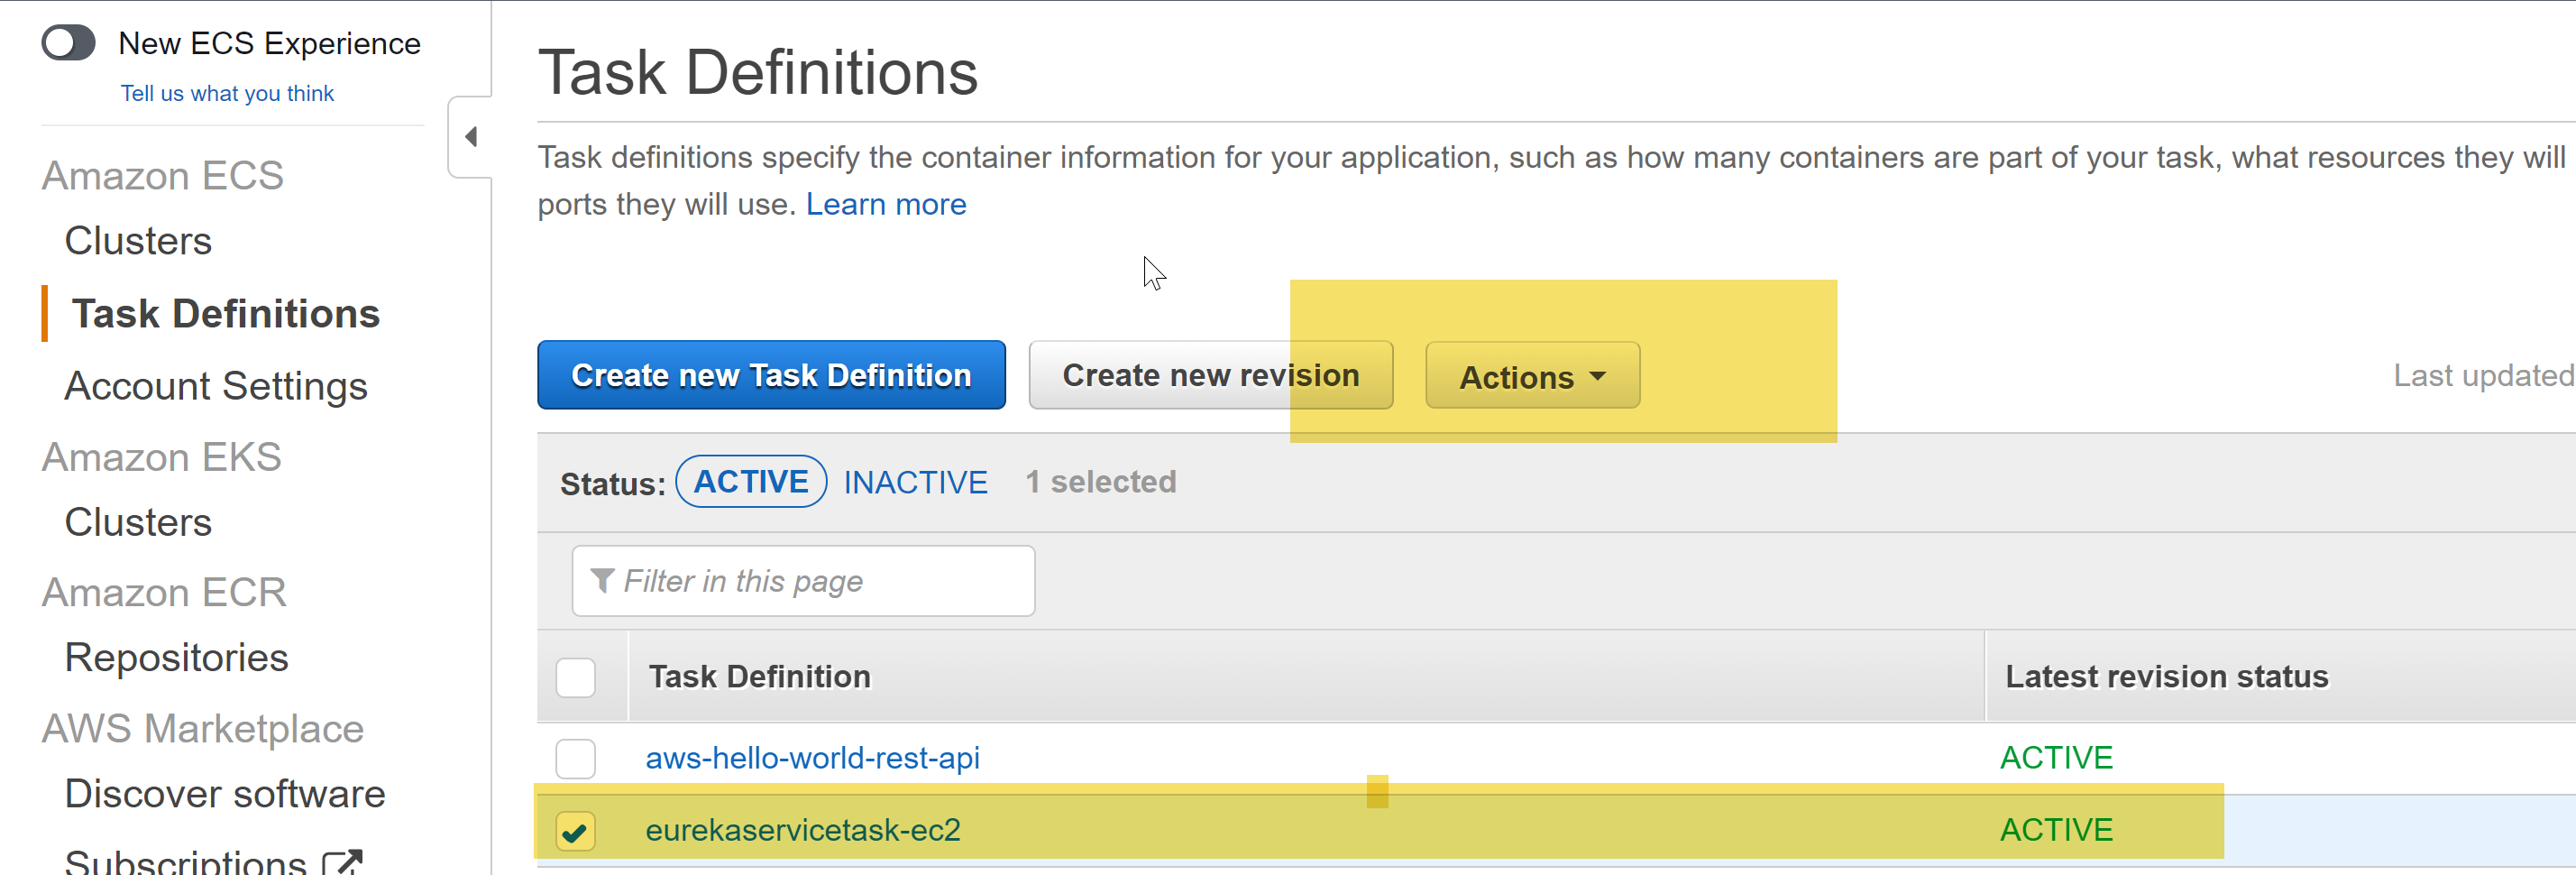 New ECS Experience
Tell us what you think
Amazon ECS
Clusters
Task Definitions
Account Settings
Amazon EKS
Clusters
Amazon ECR
Repositories
AWS Marketplace
Discover software
Subscriptions
Task Definitions
Task definitions specify the container information for your application, such as how many containers are part of your task, what resources they will
ports they will use. Learn more
Create new Task Definition Create new revision Actions
Last updated
Status: ACTIVE INACTIVE 1 selected
Filter in this page
Task Definition Latest revision status
aws-hello-world-rest-api ACTIVE
eurekaservicetask-ec2 ACTIVE